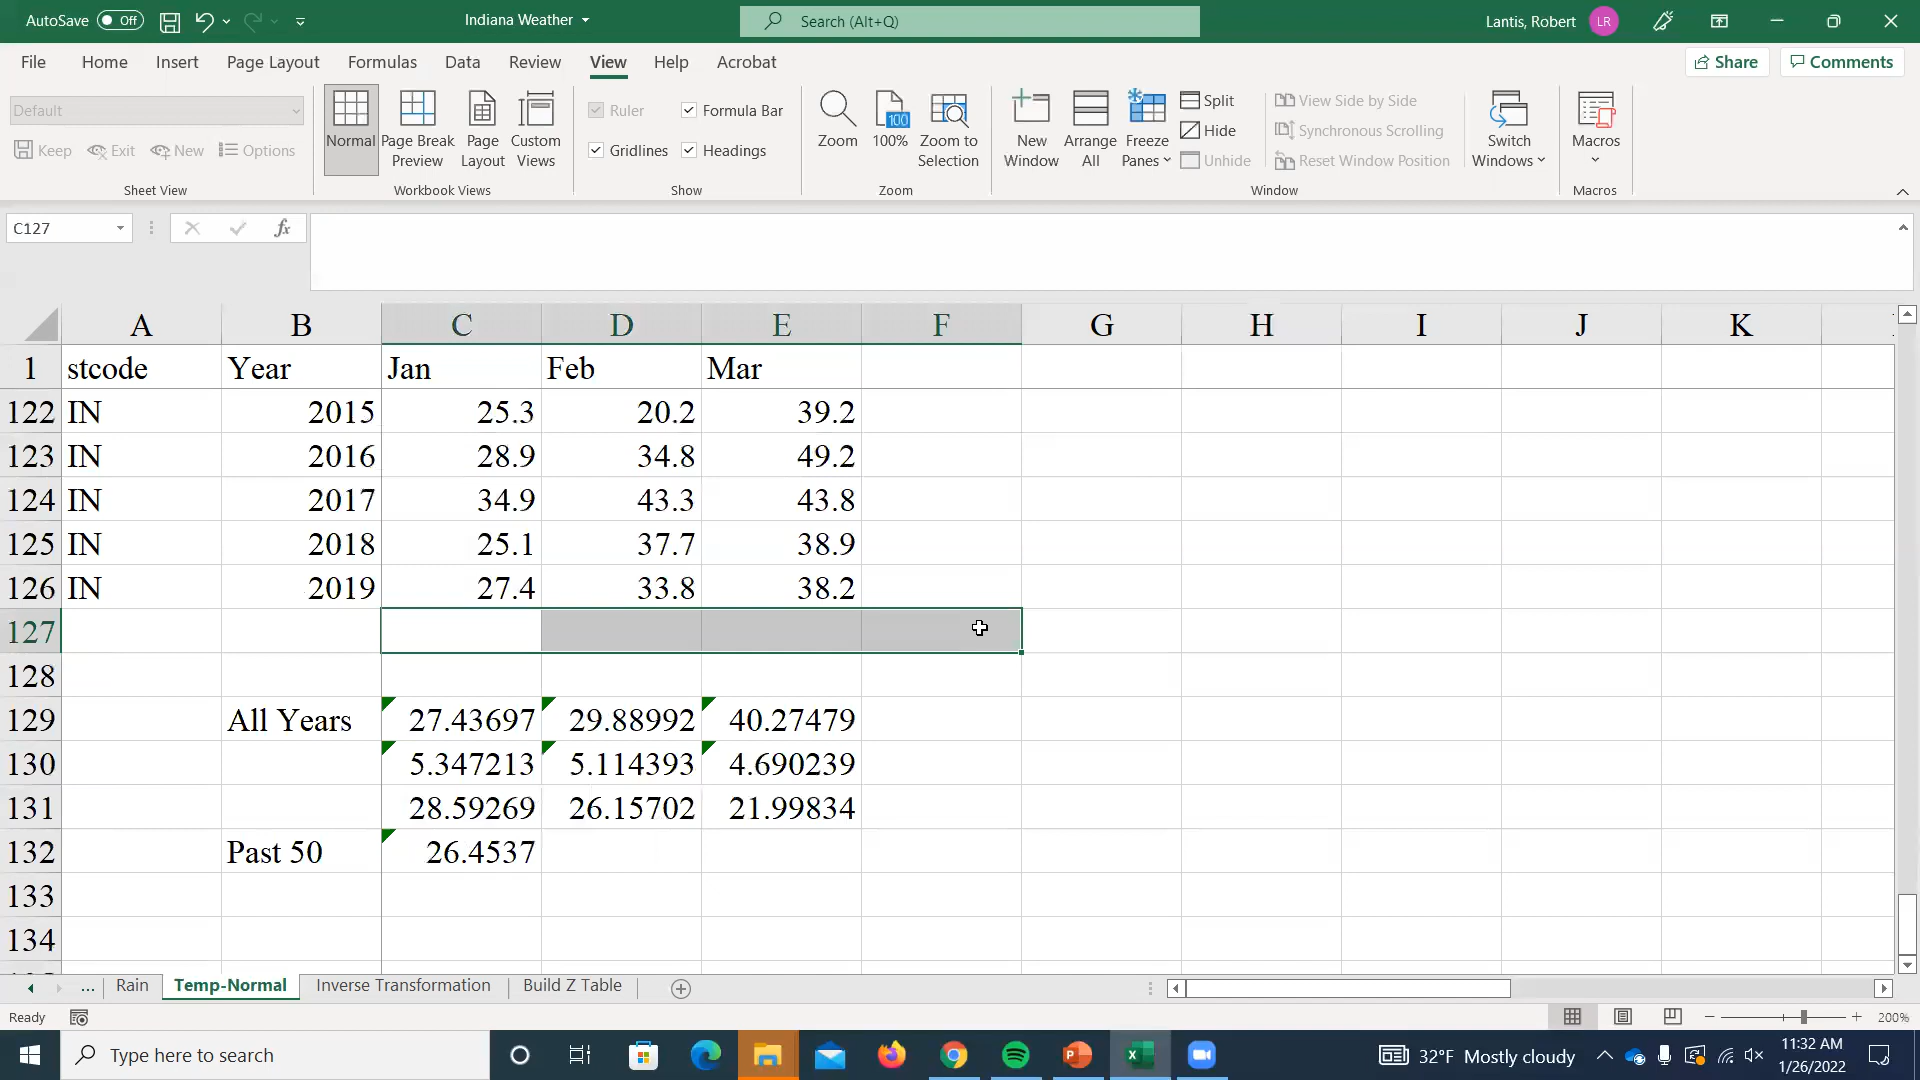 AutoSave Off Indiana Weather Search (Alt+Q) Lantis, Robert LR
File Home Insert Page Layout Formulas Data Review View Help Acrobat Share Comments
Default
Keep Exit New Options
Sheet View
Normal Page Break Preview Page Layout Custom Views
Workbook Views
Ruler Formula Bar
Gridlines Headings
Show
Zoom 100 100% Zoom to Selection
Zoom
New Window Arrange All Freeze Panes
Split
Hide
Unhide
View Side by Side
Synchronous Scrolling
Reset Window Position
Switch Windows
Window
Macros
Macros
C127 fx
A B C D E F G H I J K
1 stcode Year Jan Feb Mar
122 IN 2015 25.3 20.2 39.2
123 IN 2016 28.9 34.8 49.2
124 IN 2017 34.9 43.3 43.8
125 IN 2018 25.1 37.7 38.9
126 IN 2019 27.4 33.8 38.2
127
128
129 All Years 27.43697 29.88992 40.27479
130 5.347213 5.114393 4.690239
131 28.59269 26.15702 21.99834
132 Past 50 26.4537
133
134
... Rain Temp-Normal Inverse Transformation Build Z Table
Ready 200%
Type here to search 32°F Mostly cloudy 11:32 AM
1/26/2022